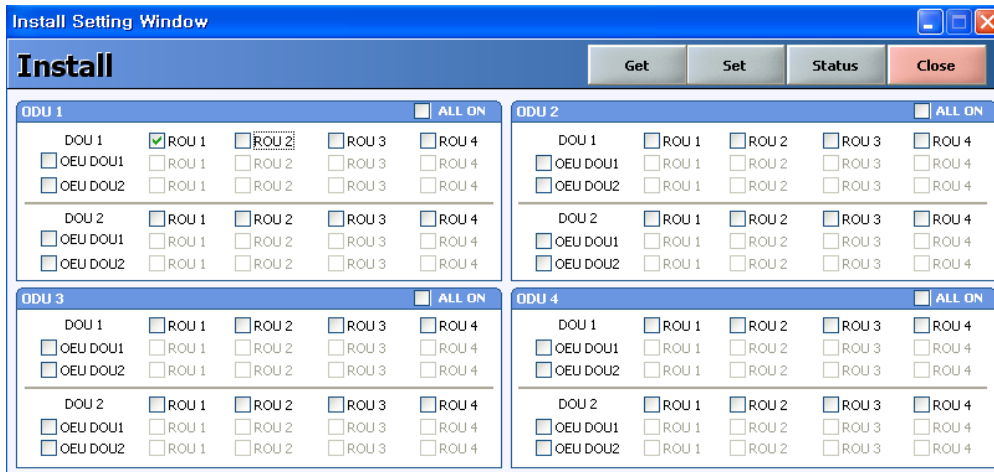 Install Setting Window
Install Get Set Status Close
ODU 1 ALL ON
DOU 1 ROU 1 ROU 2 ROU 3 ROU 4
OEU DOU1 ROU 1 ROU 2 ROU 3 ROU 4
OEU DOU2 ROU 1 ROU 2 ROU 3 ROU 4
DOU 2 ROU 1 ROU 2 ROU 3 ROU 4
OEU DOU1 ROU 1 ROU 2 ROU 3 ROU 4
OEU DOU2 ROU 1 ROU 2 ROU 3 ROU 4
ODU 2 ALL ON
DOU 1 ROU 1 ROU 2 ROU 3 ROU 4
OEU DOU1 ROU 1 ROU 2 ROU 3 ROU 4
OEU DOU2 ROU 1 ROU 2 ROU 3 ROU 4
DOU 2 ROU 1 ROU 2 ROU 3 ROU 4
OEU DOU1 ROU 1 ROU 2 ROU 3 ROU 4
OEU DOU2 ROU 1 ROU 2 ROU 3 ROU 4
ODU 3 ALL ON
DOU 1 ROU 1 ROU 2 ROU 3 ROU 4
OEU DOU1 ROU 1 ROU 2 ROU 3 ROU 4
OEU DOU2 ROU 1 ROU 2 ROU 3 ROU 4
DOU 2 ROU 1 ROU 2 ROU 3 ROU 4
OEU DOU1 ROU 1 ROU 2 ROU 3 ROU 4
OEU DOU2 ROU 1 ROU 2 ROU 3 ROU 4
ODU 4 ALL ON
DOU 1 ROU 1 ROU 2 ROU 3 ROU 4
OEU DOU1 ROU 1 ROU 2 ROU 3 ROU 4
OEU DOU2 ROU 1 ROU 2 ROU 3 ROU 4
DOU 2 ROU 1 ROU 2 ROU 3 ROU 4
OEU DOU1 ROU 1 ROU 2 ROU 3 ROU 4
OEU DOU2 ROU 1 ROU 2 ROU 3 ROU 4